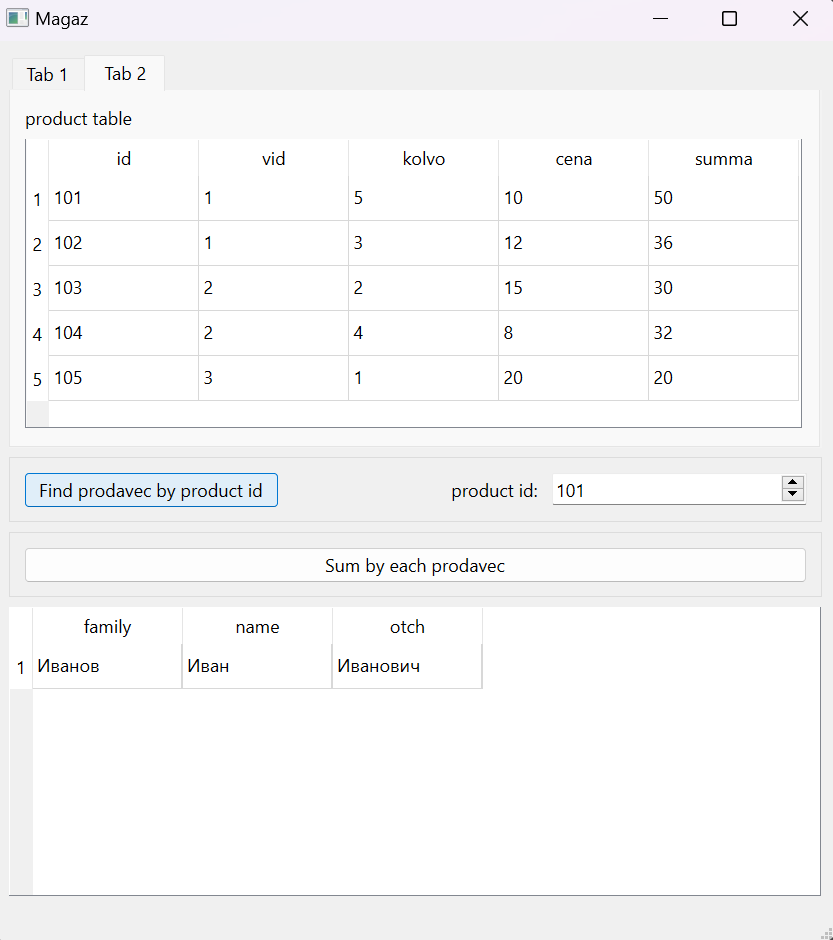 Magaz
Tab 1 Tab 2
product table
id vid kolvo cena summa
1 101 1 5 10 50
2 102 1 3 12 36
3 103 2 2 15 30
4 104 2 4 8 32
5 105 3 1 20 20
Find prodavec by product id product id: 101
Sum by each prodavec
family name otch
1 Иванов Иван Иванович